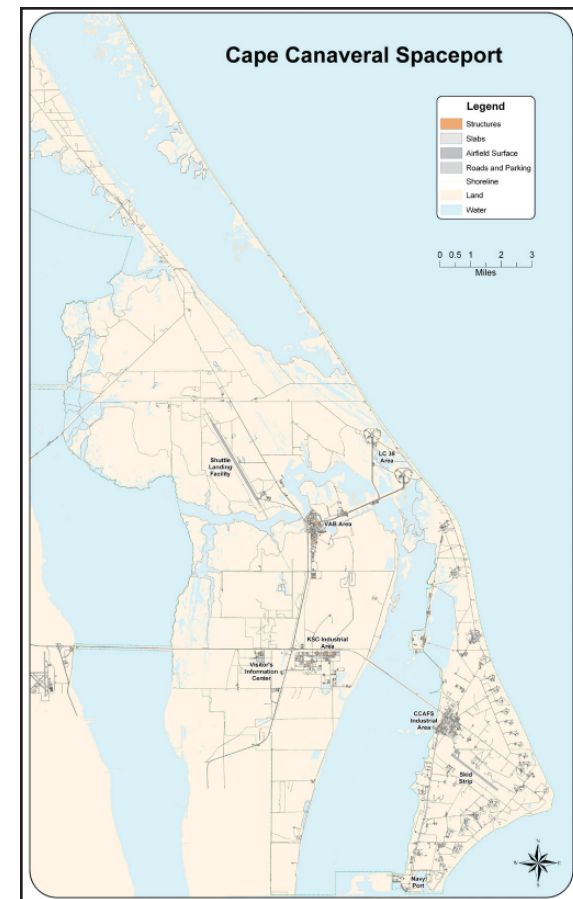 Cape Canaveral Spaceport
Legend
Structures
Slabs
Airfield Surface
Roads and Parking
Shoreline
Land
Water
0 0.5 1 2 3
Miles
LC 39
Area
Shuttle
Landing
Facility
VAB Area
KSC Industrial
Area
Visitor's
Information
Center
CCAFS
Industrial
Area
Skid
Strip
Navy
Port
N
W
E
S